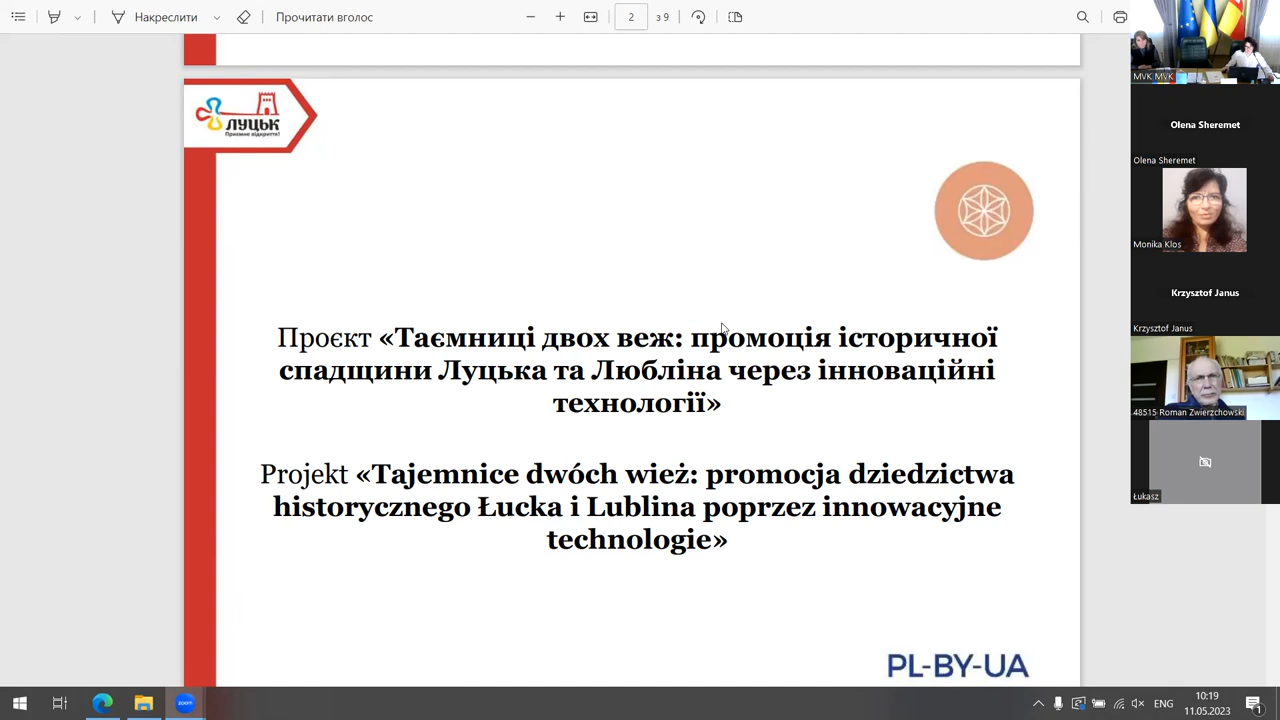 Накреслити
Прочитати вголос
2
з 9
ЛУЦЬК
Приємне відкриття!
Проєкт «Таємниці двох веж: промоція історичної
спадщини Луцька та Любліна через інноваційні
технології»
Projekt «Tajemnice dwóch wież: promocja dziedzictwa
historycznego Łucka i Lublina poprzez innowacyjne
technologie»
PL-BY-UA
MVK MVK
Olena Sheremet
Olena Sheremet
Monika Klos
Krzysztof Janus
Krzysztof Janus
48515 Roman Zwierzchowski
Łukasz
zoom
ENG
10:19
11.05.2023
1